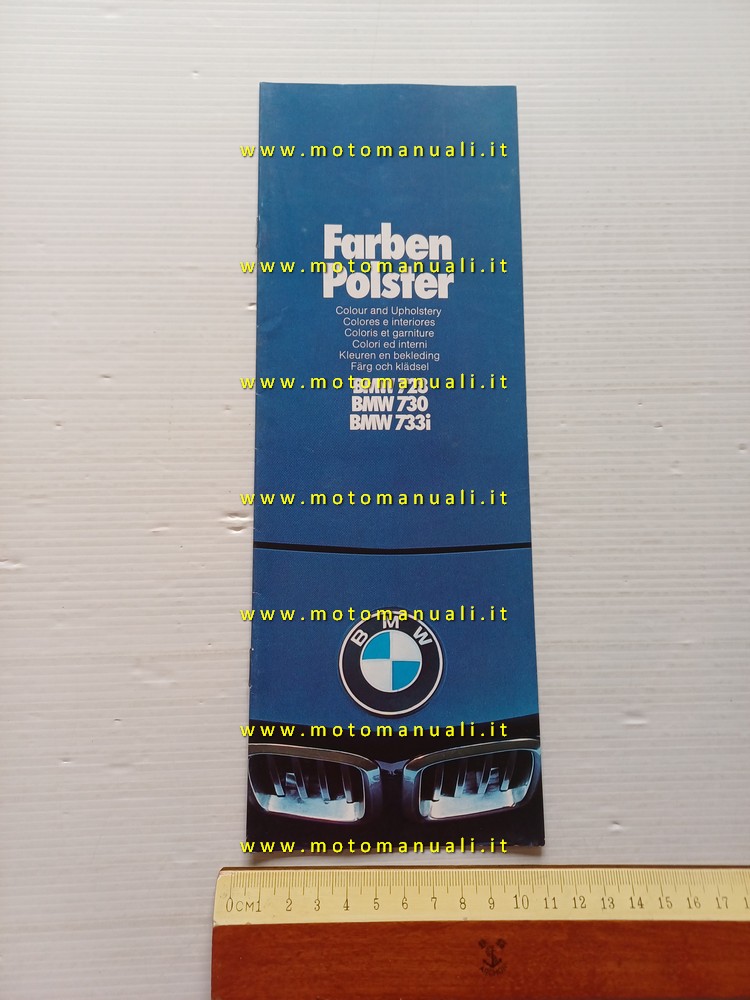 www.motomanuali.it
Farben
www.motomanuali.it
Polster
Colour and Upholstery
Colores e interiores
Coloris et garniture
Colori ed interni
Kleuren en bekleding
Färg och klädsel
www.motomanuali.it
BMW 728
BMW 730
BMW 733i
www.motomanuali.it
www.motomanuali.it
BMW
www.motomanuali.it
www.motomanuali.it
0CM1 2 3 4 5 6 7 8 9 10 11 12 13 14 15 16 17